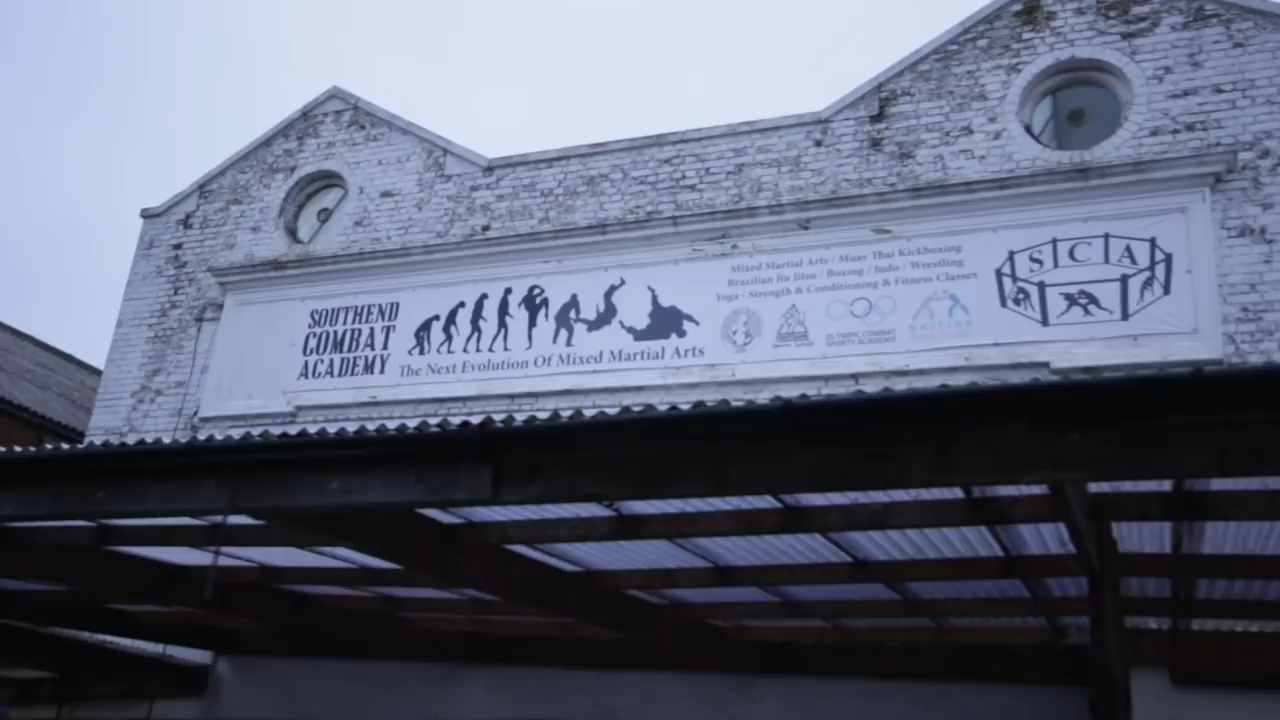 SOUTHEND
COMBAT
ACADEMY
The Next Evolution Of Mixed Martial Arts
Mixed Martial Arts / Muay Thai Kickboxing
Brazilian Jiu Jitsu / Boxing / Judo / Wrestling
Yoga / Strength & Conditioning & Fitness Classes
OLYMPIC COMBAT
SPORTS ACADEMY
BRITISH
SCA